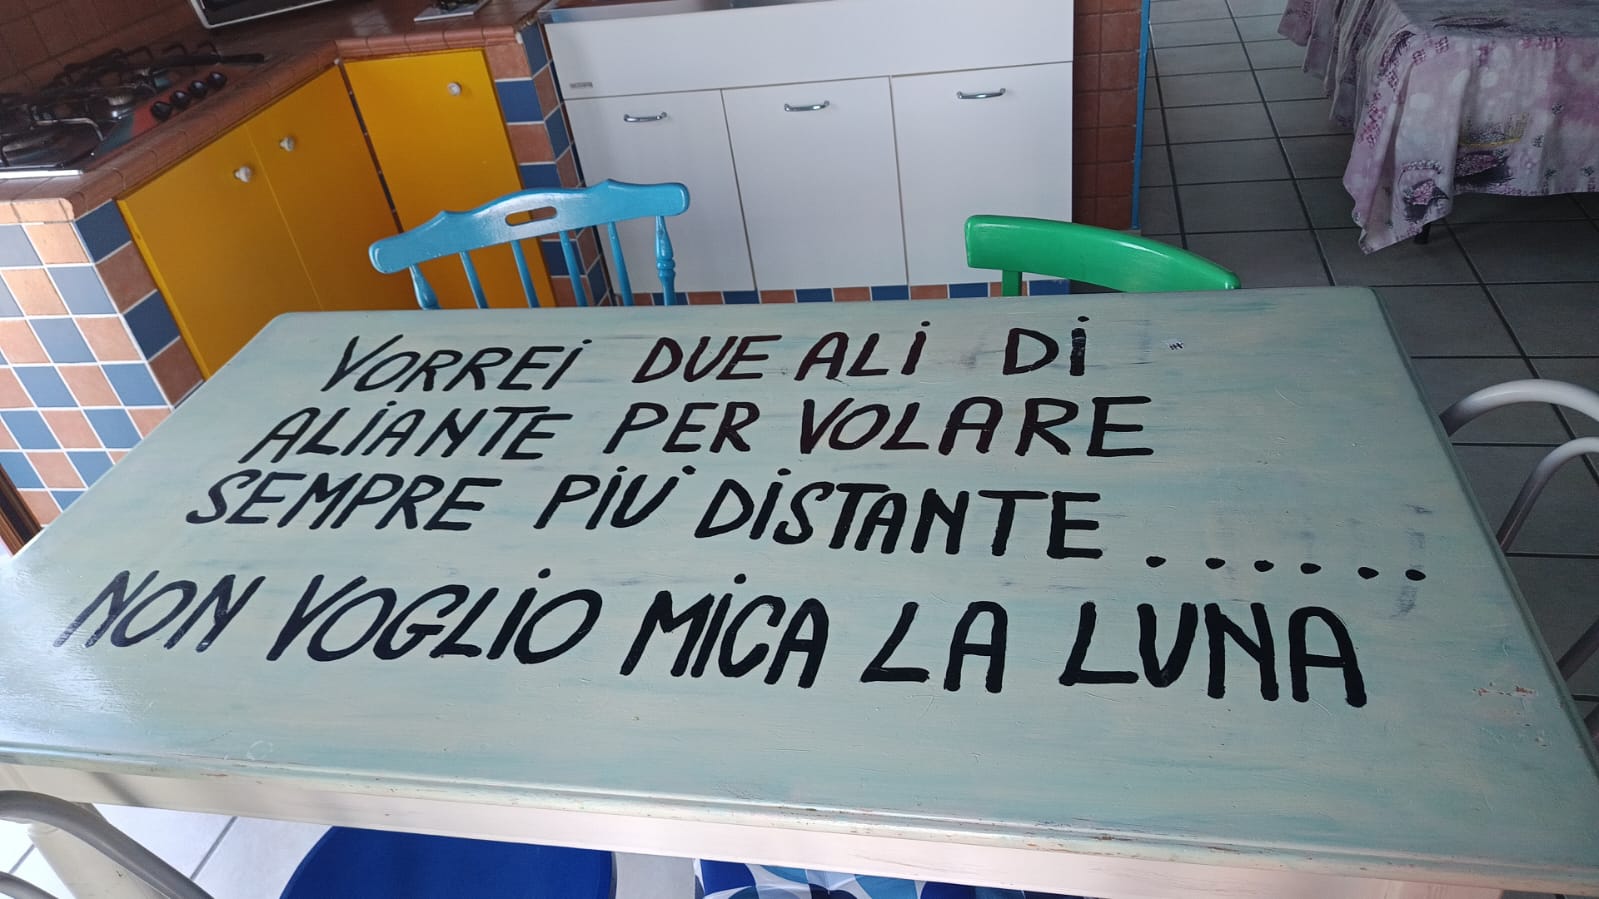 VORREi DUE ALi Di
ALiANTE PER VOLARE
SEMPRE PiU' DiSTANTE......
NON VOGLiO MiCA LA LUNA